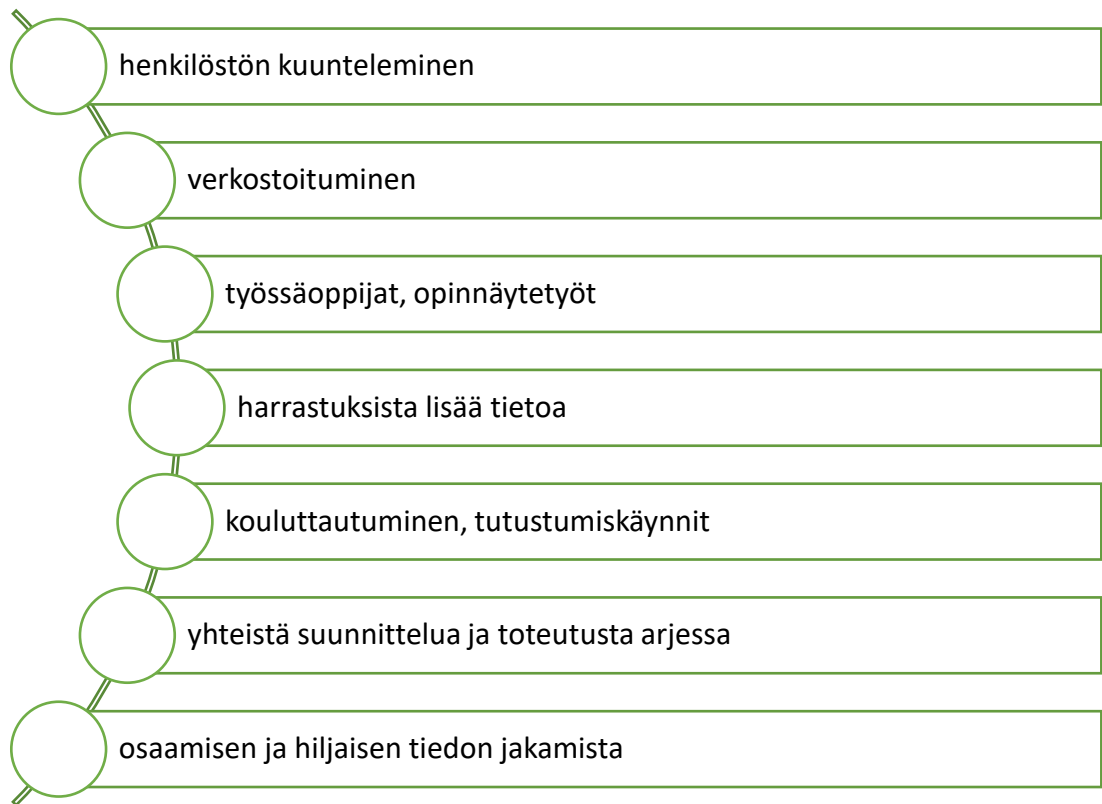 henkilöstön kuunteleminen
verkostoituminen
työssäoppijat, opinnäytetyöt
harrastuksista lisää tietoa
kouluttautuminen, tutustumiskäynnit
yhteistä suunnittelua ja toteutusta arjessa
osaamisen ja hiljaisen tiedon jakamista